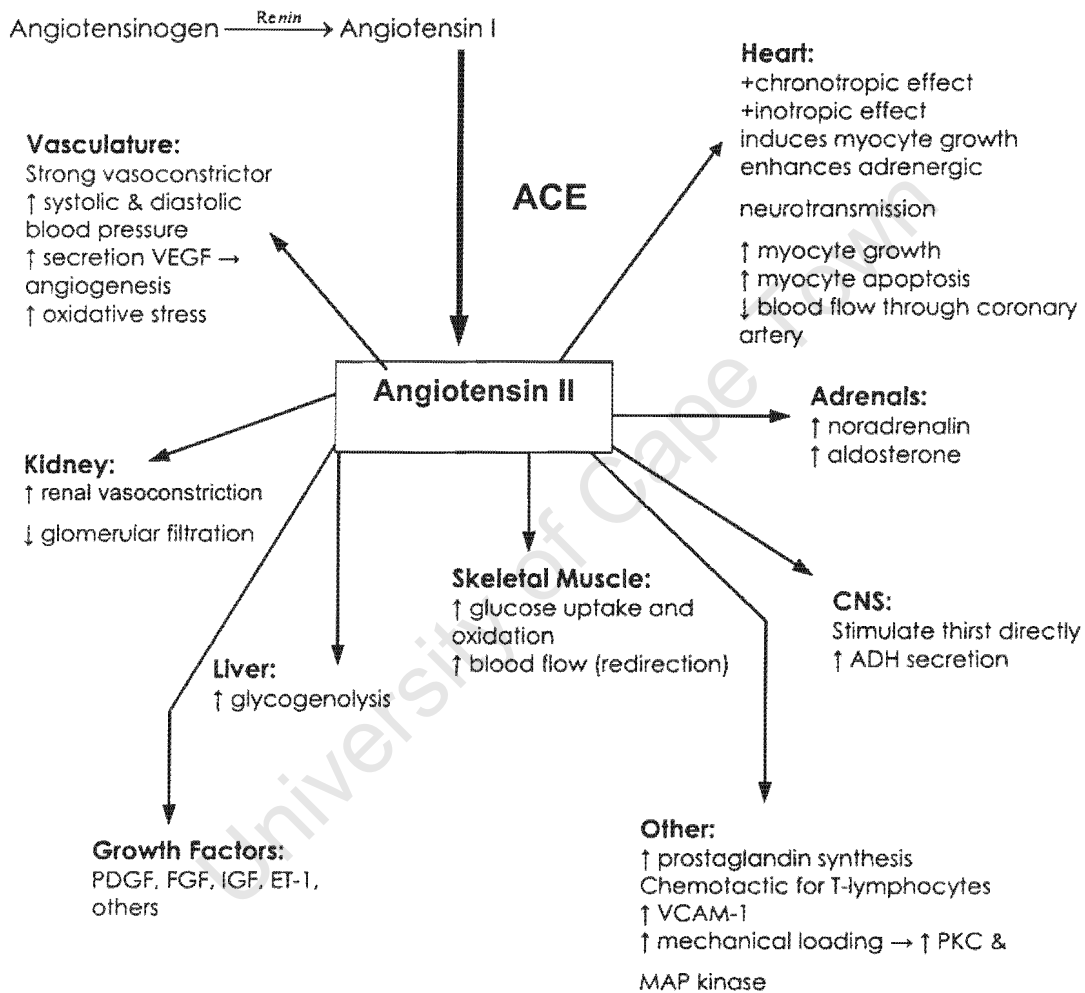 Angiotensinogen Renin → Angiotensin I
Heart:
+chronotropic effect
+inotropic effect
induces myocyte growth
enhances adrenergic
neurotransmission
↑ myocyte growth
↑ myocyte apoptosis
↓ blood flow through coronary
artery
Vasculature:
Strong vasoconstrictor
↑ systolic & diastolic
blood pressure
↑ secretion VEGF →
angiogenesis
↑ oxidative stress
ACE
Angiotensin II
Adrenals:
↑ noradrenalin
↑ aldosterone
Kidney:
↑ renal vasoconstriction
↓ glomerular filtration
Skeletal Muscle:
↑ glucose uptake and
oxidation
↑ blood flow (redirection)
CNS:
Stimulate thirst directly
↑ ADH secretion
Liver:
↑ glycogenolysis
Growth Factors:
PDGF, FGF, IGF, ET-1,
others
Other:
↑ prostaglandin synthesis
Chemotactic for T-lymphocytes
↑ VCAM-1
↑ mechanical loading → ↑ PKC &
MAP kinase
University of Cape Town